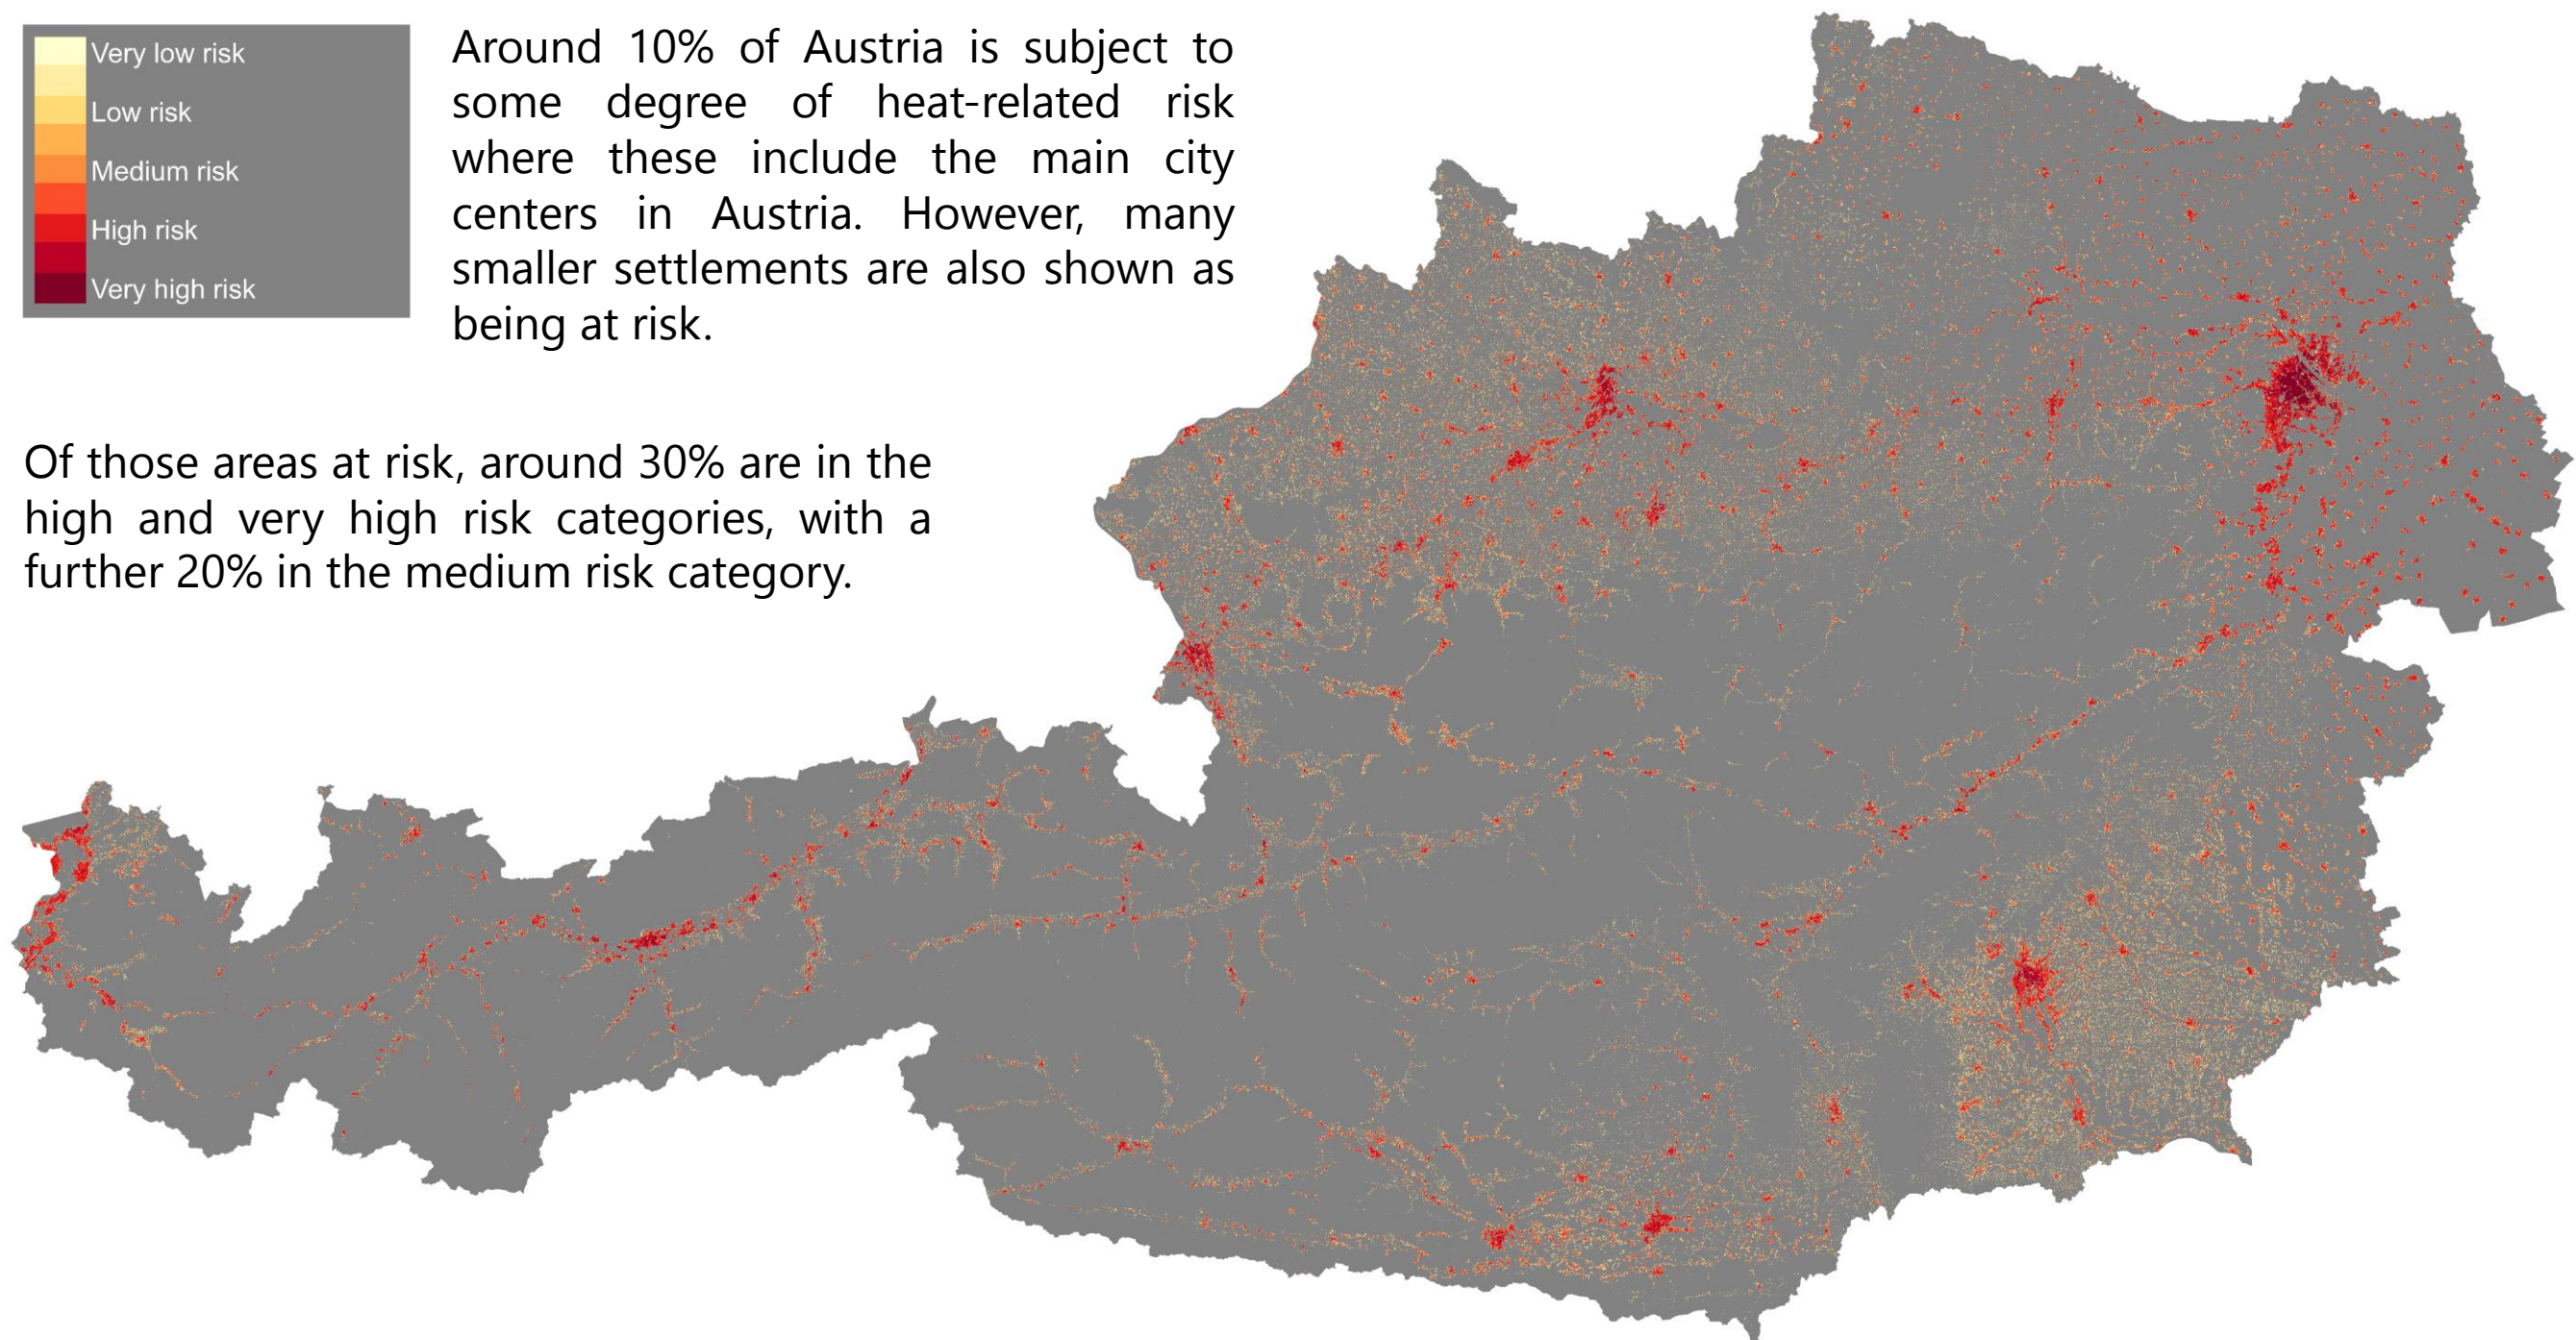 Very low risk
Low risk
Medium risk
High risk
Very high risk
Around 10% of Austria is subject to
some degree of heat-related risk
where these include the main city
centers in Austria. However, many
smaller settlements are also shown as
being at risk.
Of those areas at risk, around 30% are in the
high and very high risk categories, with a
further 20% in the medium risk category.